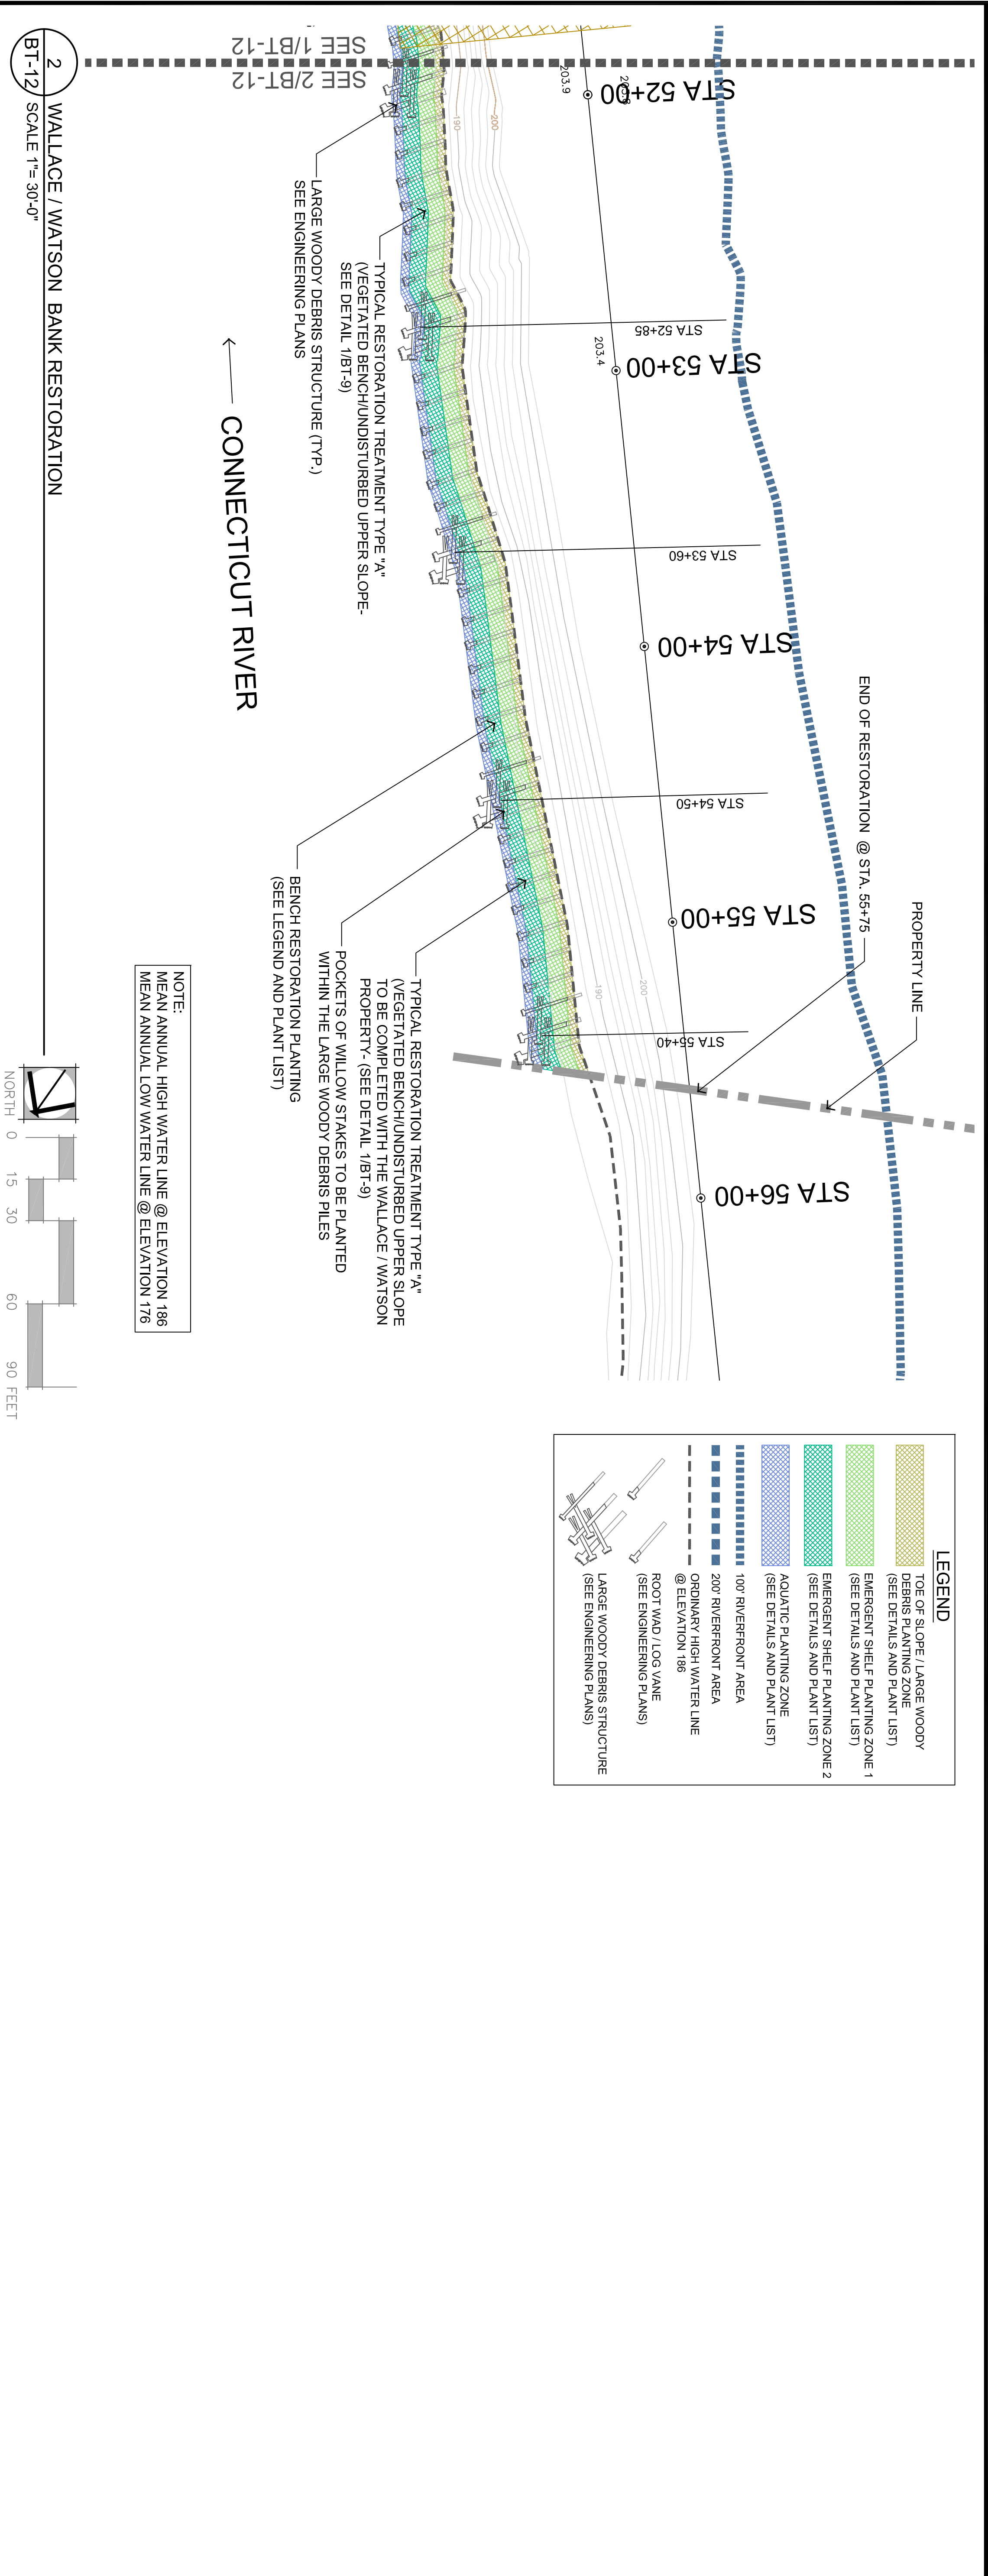 SEE 1/BT-12
SEE 2/BT-12
2
BT-12
WALLACE / WATSON BANK RESTORATION
SCALE 1"= 30'-0"
STA 52+00
203.9
203.8
190
200
LARGE WOODY DEBRIS STRUCTURE (TYP.)
SEE ENGINEERING PLANS
TYPICAL RESTORATION TREATMENT TYPE "A"
(VEGETATED BENCH/UNDISTURBED UPPER SLOPE-
SEE DETAIL 1/BT-9)
STA 52+85
STA 53+00
203.4
CONNECTICUT RIVER
STA 53+60
STA 54+00
STA 54+50
STA 55+00
END OF RESTORATION @ STA. 55+75
PROPERTY LINE
190
200
STA 55+40
STA 56+00
TYPICAL RESTORATION TREATMENT TYPE "A"
(VEGETATED BENCH/UNDISTURBED UPPER SLOPE
TO BE COMPLETED WITH THE WALLACE / WATSON
PROPERTY- (SEE DETAIL 1/BT-9)
POCKETS OF WILLOW STAKES TO BE PLANTED
WITHIN THE LARGE WOODY DEBRIS PILES
BENCH RESTORATION PLANTING
(SEE LEGEND AND PLANT LIST)
NOTE:
MEAN ANNUAL HIGH WATER LINE @ ELEVATION 186
MEAN ANNUAL LOW WATER LINE @ ELEVATION 176
NORTH
0 15 30 60 90 FEET
LEGEND
TOE OF SLOPE / LARGE WOODY
DEBRIS PLANTING ZONE
(SEE DETAILS AND PLANT LIST)
EMERGENT SHELF PLANTING ZONE 1
(SEE DETAILS AND PLANT LIST)
EMERGENT SHELF PLANTING ZONE 2
(SEE DETAILS AND PLANT LIST)
AQUATIC PLANTING ZONE
(SEE DETAILS AND PLANT LIST)
100' RIVERFRONT AREA
200' RIVERFRONT AREA
ORDINARY HIGH WATER LINE
@ ELEVATION 186
ROOT WAD / LOG VANE
(SEE ENGINEERING PLANS)
LARGE WOODY DEBRIS STRUCTURE
(SEE ENGINEERING PLANS)